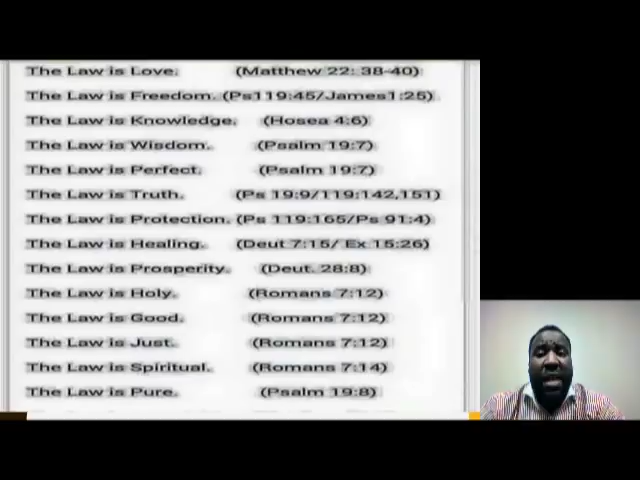 The Law is Love. (Matthew 22: 38-40)
The Law is Freedom. (Ps119:45/James1:25)
The Law is Knowledge. (Hosea 4:6)
The Law is Wisdom. (Psalm 19:7)
The Law is Perfect. (Psalm 19:7)
The Law is Truth. (Ps 19:9/119:142,151)
The Law is Protection. (Ps 119:165/Ps 91:4)
The Law is Healing. (Deut 7:15/ Ex 15:26)
The Law is Prosperity. (Deut. 28:8)
The Law is Holy. (Romans 7:12)
The Law is Good. (Romans 7:12)
The Law is Just. (Romans 7:12)
The Law is Spiritual. (Romans 7:14)
The Law is Pure. (Psalm 19:8)